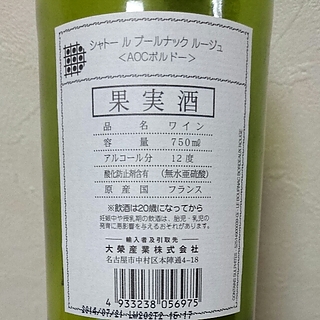 シャトー ル プールナック ルージュ
＜AOCボルドー＞
果実酒
品名 ワイン
容量 750mℓ
アルコール分 12度
酸化防止剤含有 (無水亜硫酸)
原産国 フランス
※飲酒は20歳になってから
妊娠中や授乳期の飲酒は、胎児・乳児の
発育に悪影響を与えるおそれがあります。
輸入者及引取先
大榮産業株式会社
名古屋市中村区本陣通4-18
4 933238 056975
2014/07/21 LW202T2 15:17